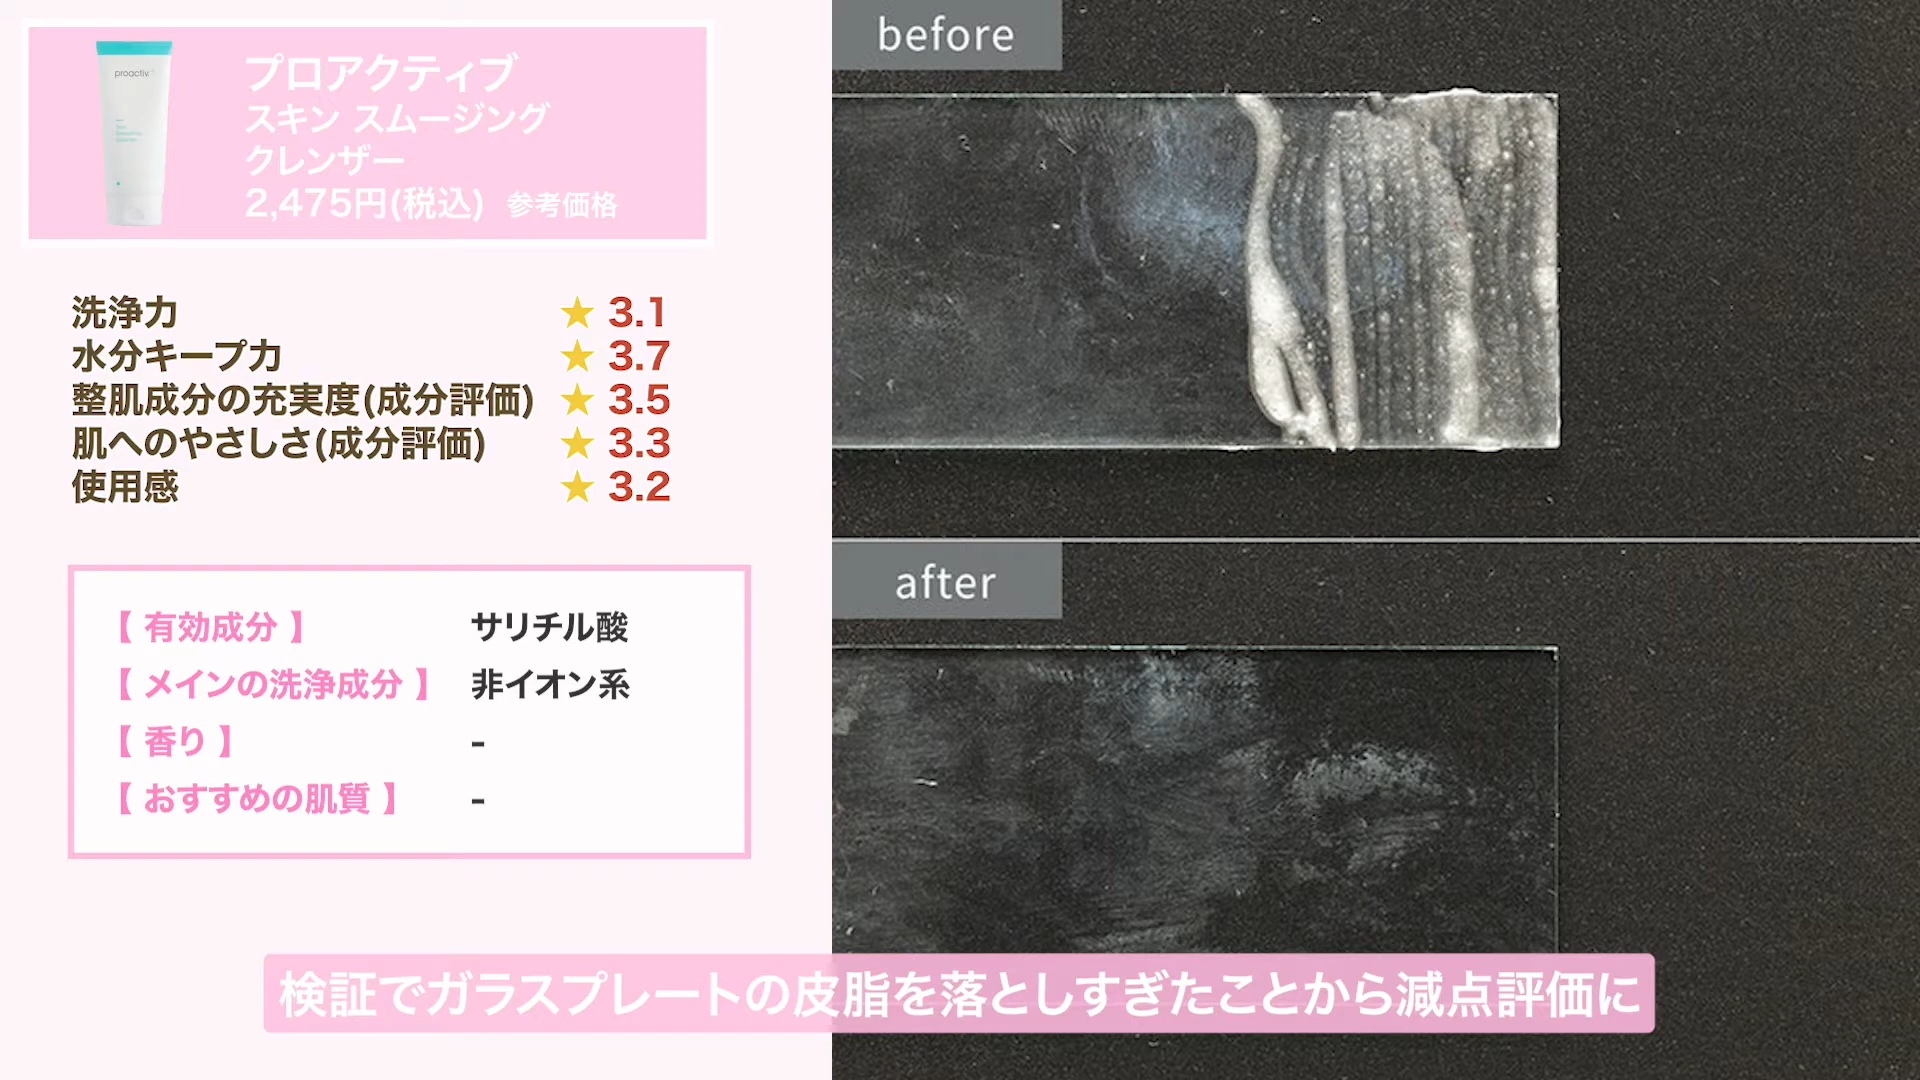 proactiv
プロアクティブ
スキン スムージング
クレンザー
2,475円(税込) 参考価格
洗浄力 ★ 3.1
水分キープ力 ★ 3.7
整肌成分の充実度(成分評価) ★ 3.5
肌へのやさしさ(成分評価) ★ 3.3
使用感 ★ 3.2
【 有効成分 】 サリチル酸
【 メインの洗浄成分 】 非イオン系
【 香り 】 -
【 おすすめの肌質 】 -
before
after
検証でガラスプレートの皮脂を落としすぎたことから減点評価に